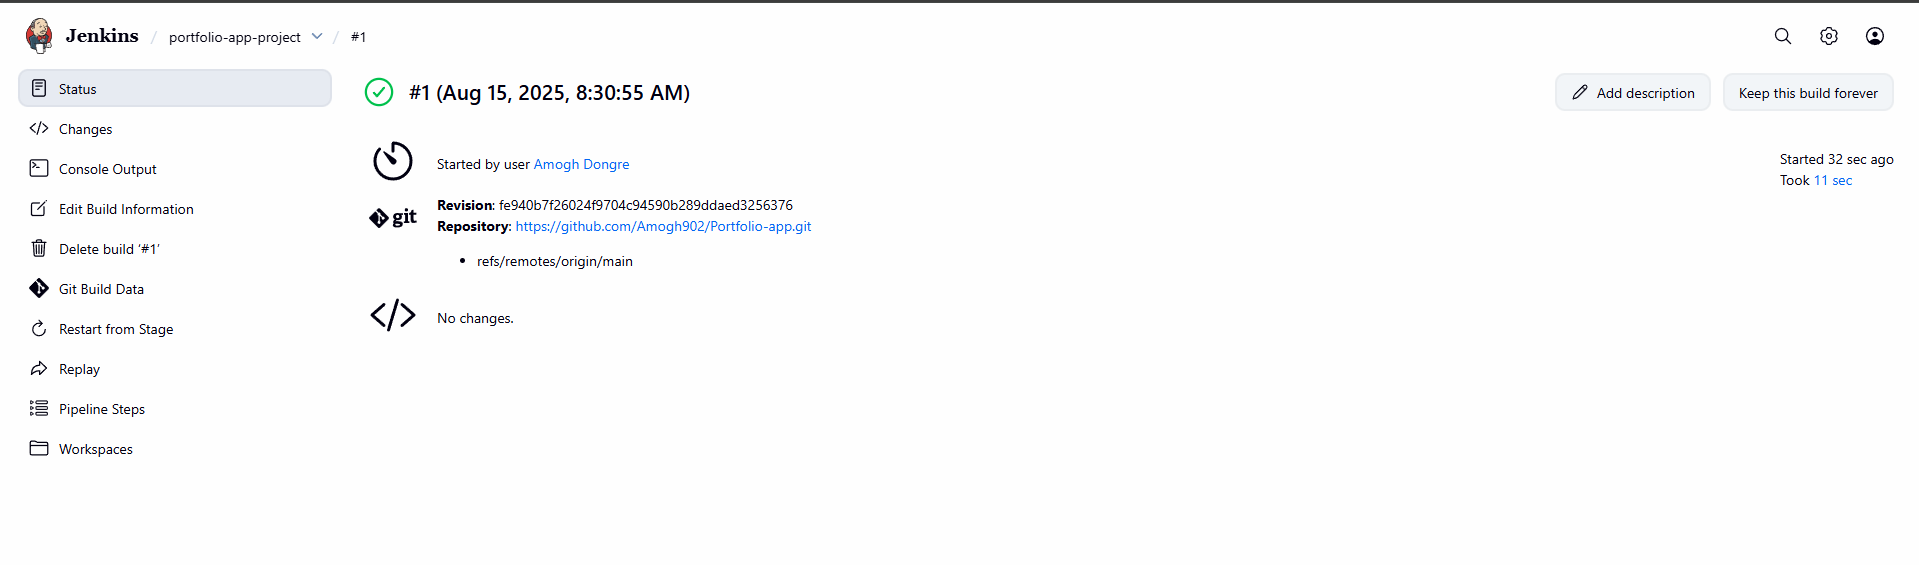 Jenkins / portfolio-app-project / #1
Status
Changes
Console Output
Edit Build Information
Delete build ‘#1’
Git Build Data
Restart from Stage
Replay
Pipeline Steps
Workspaces
#1 (Aug 15, 2025, 8:30:55 AM)
Add description
Keep this build forever
Started by user Amogh Dongre
Started 32 sec ago
Took 11 sec
git
Revision: fe940b7f26024f9704c94590b289ddaed3256376
Repository: https://github.com/Amogh902/Portfolio-app.git
refs/remotes/origin/main
No changes.